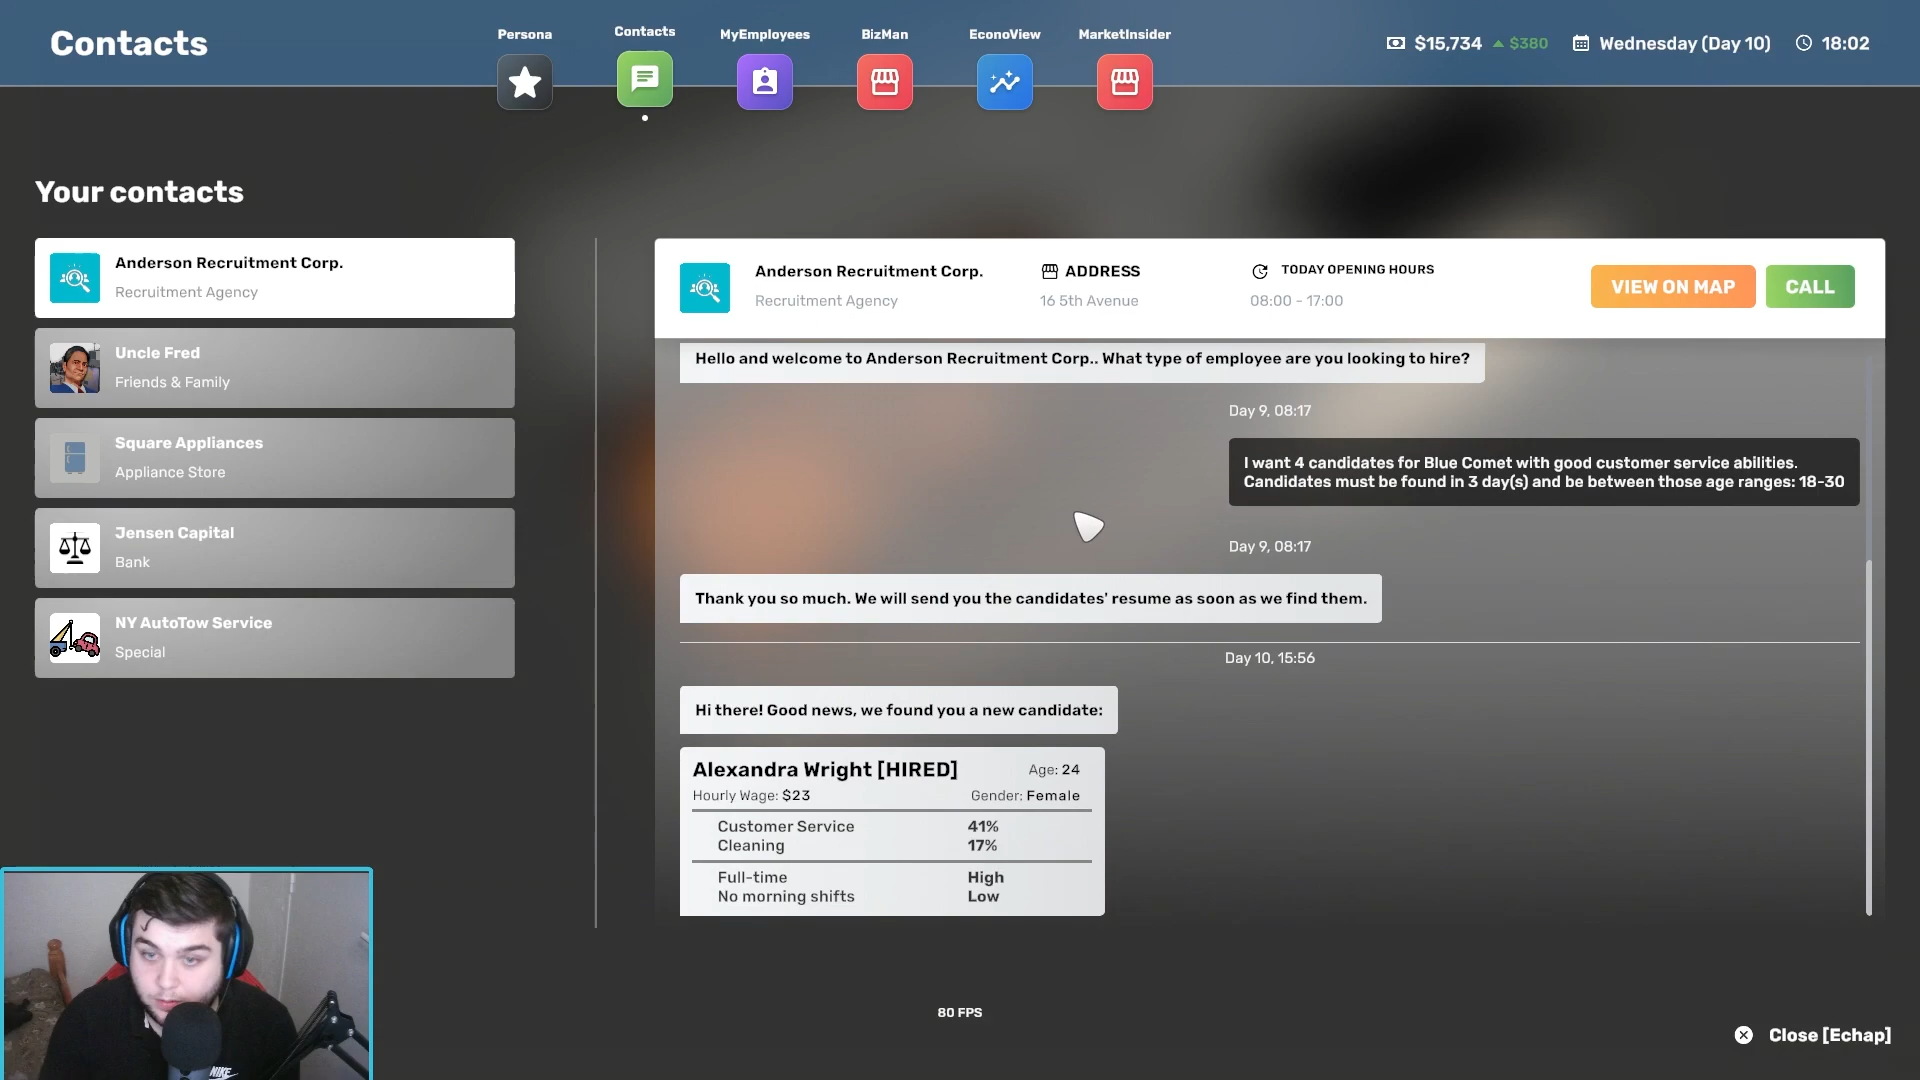 Contacts
Persona
Contacts
MyEmployees
BizMan
EconoView
MarketInsider
$15,734 $380
Wednesday (Day 10)
18:02
Your contacts
Anderson Recruitment Corp.
Recruitment Agency
Uncle Fred
Friends & Family
Square Appliances
Appliance Store
Jensen Capital
Bank
NY AutoTow Service
Special
Anderson Recruitment Corp.
Recruitment Agency
ADDRESS
16 5th Avenue
TODAY OPENING HOURS
08:00 - 17:00
VIEW ON MAP
CALL
Hello and welcome to Anderson Recruitment Corp.. What type of employee are you looking to hire?
Day 9, 08:17
I want 4 candidates for Blue Comet with good customer service abilities.
Candidates must be found in 3 day(s) and be between those age ranges: 18-30
Day 9, 08:17
Thank you so much. We will send you the candidates' resume as soon as we find them.
Day 10, 15:56
Hi there! Good news, we found you a new candidate:
Alexandra Wright [HIRED] Age: 24
Hourly Wage: $23 Gender: Female
Customer Service 41%
Cleaning 17%
Full-time High
No morning shifts Low
NIKE
80 FPS
Close [Echap]